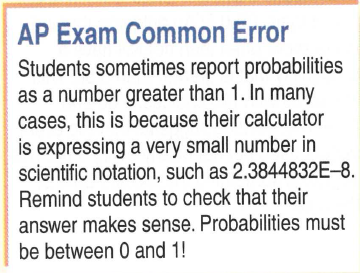 AP Exam Common Error
Students sometimes report probabilities
as a number greater than 1. In many
cases, this is because their calculator
is expressing a very small number in
scientific notation, such as 2.3844832E–8.
Remind students to check that their
answer makes sense. Probabilities must
be between 0 and 1!